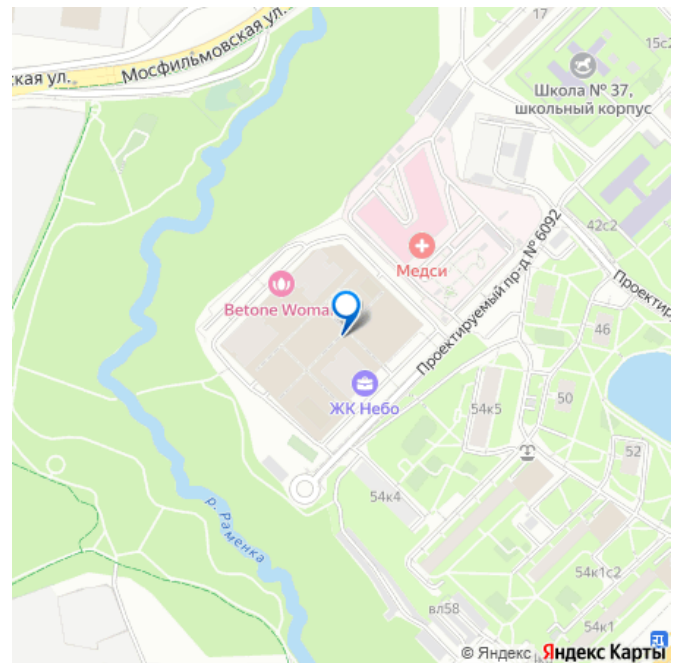 17
15с2
Мосфильмовская ул.
ская ул.
Школа № 37,
школьный корпус
42с2
Медси
Проектируемый пр-д № 6092
Проектир
Betone Woma
46
ЖК Небо
50
54к5
52
54к4
р. Раменка
54к1с2
вл58
54к1
© Яндекс Яндекс Карты